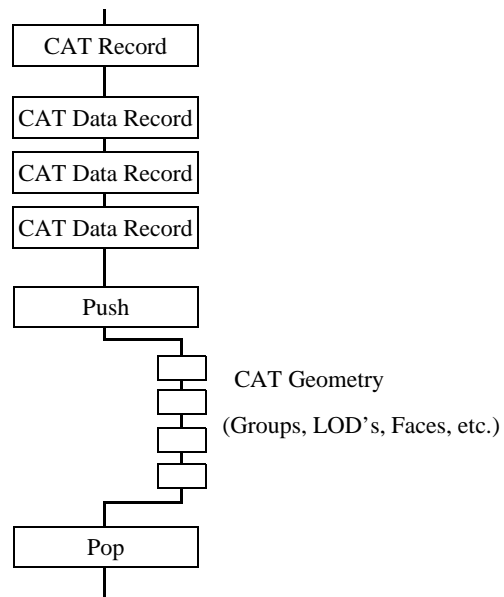 CAT Record
CAT Data Record
CAT Data Record
CAT Data Record
Push
CAT Geometry
(Groups, LOD’s, Faces, etc.)
Pop